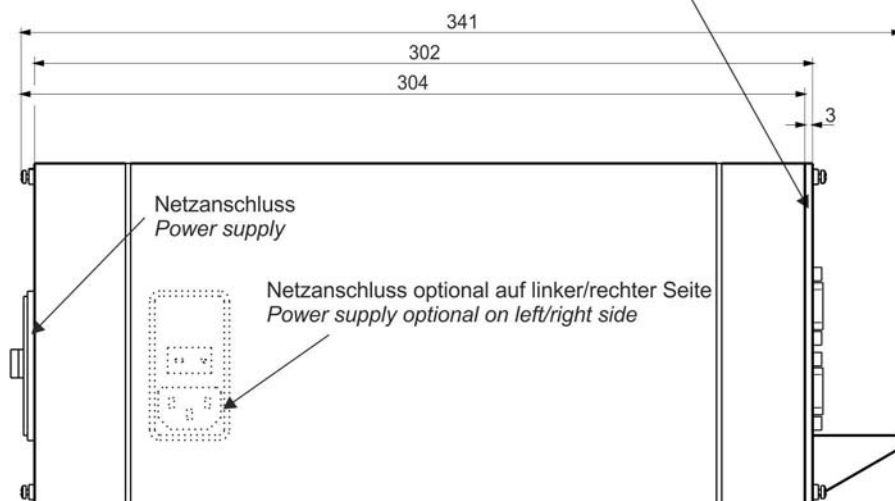 341
302
304
3
Netzanschluss
Power supply
Netzanschluss optional auf linker/rechter Seite
Power supply optional on left/right side